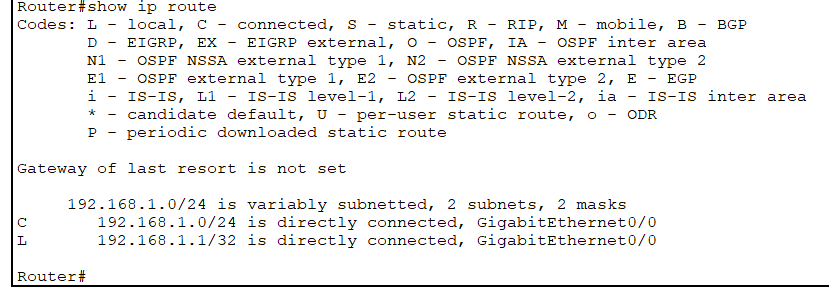 Router#show ip route
Codes: L - local, C - connected, S - static, R - RIP, M - mobile, B - BGP
D - EIGRP, EX - EIGRP external, O - OSPF, IA - OSPF inter area
N1 - OSPF NSSA external type 1, N2 - OSPF NSSA external type 2
E1 - OSPF external type 1, E2 - OSPF external type 2, E - EGP
i - IS-IS, L1 - IS-IS level-1, L2 - IS-IS level-2, ia - IS-IS inter area
* - candidate default, U - per-user static route, o - ODR
P - periodic downloaded static route
Gateway of last resort is not set
192.168.1.0/24 is variably subnetted, 2 subnets, 2 masks
C 192.168.1.0/24 is directly connected, GigabitEthernet0/0
L 192.168.1.1/32 is directly connected, GigabitEthernet0/0
Router#